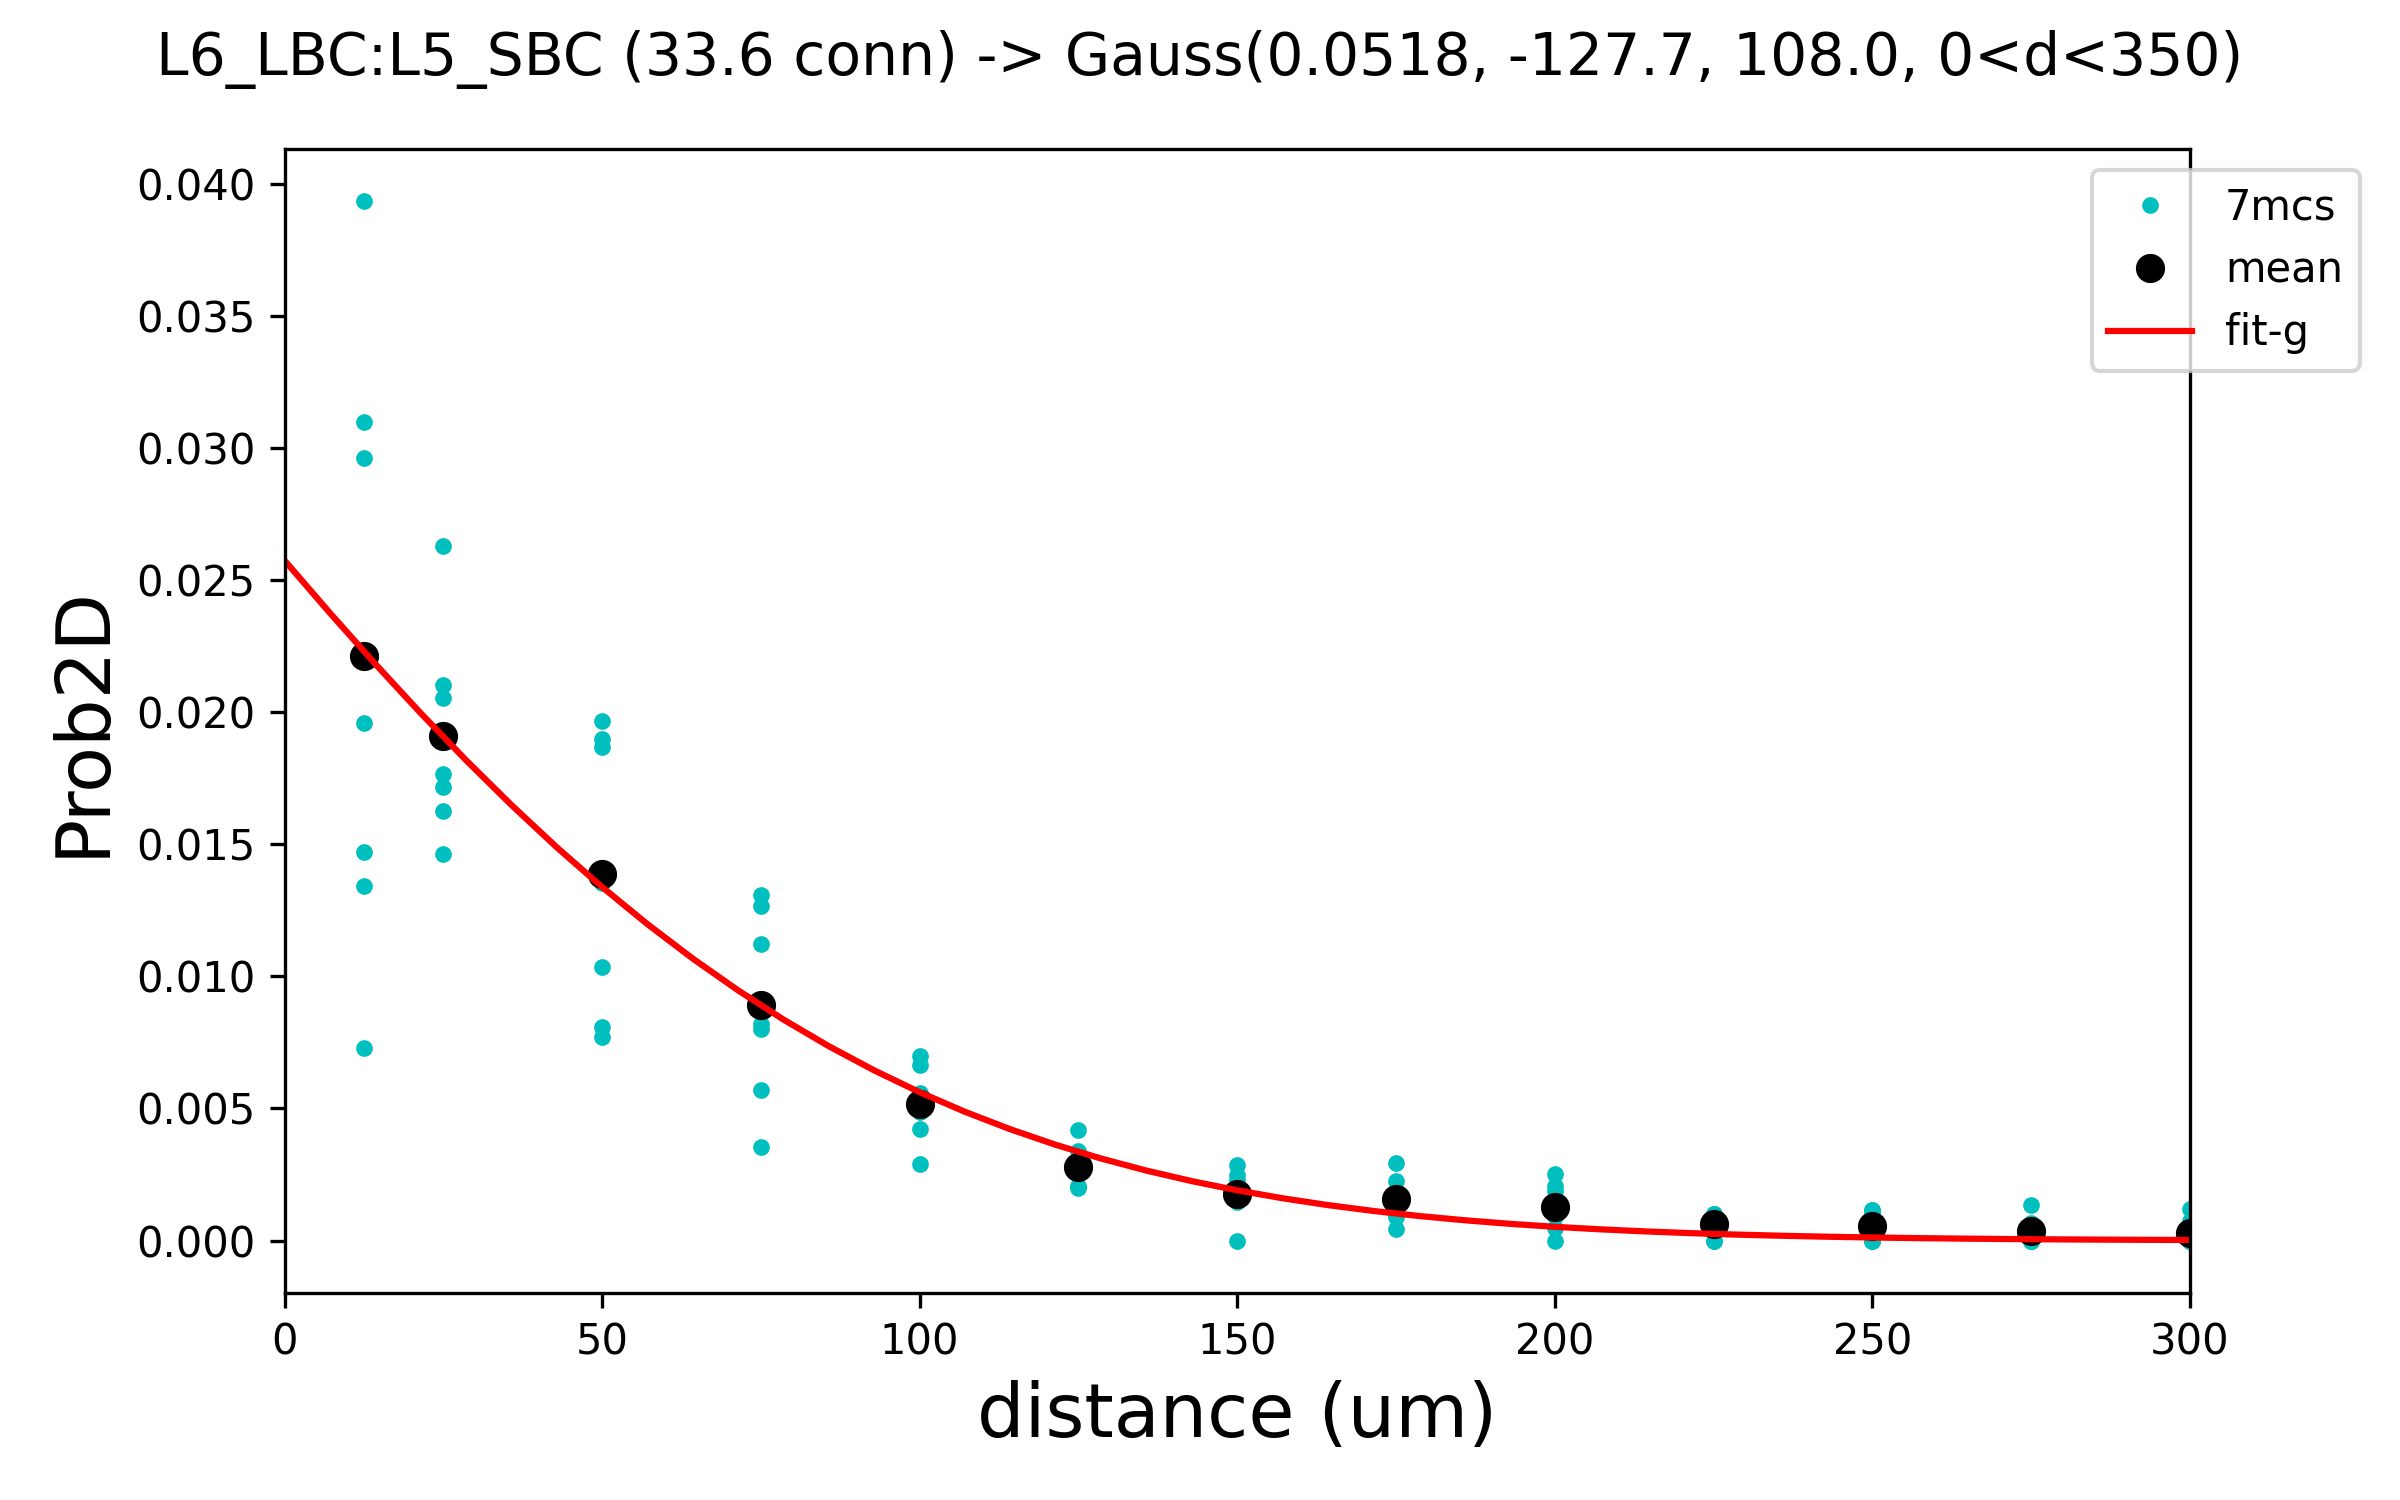 L6_LBC:L5_SBC (33.6 conn) -> Gauss(0.0518, -127.7, 108.0, 0<d<350)
7mcs
mean
fit-g
0.040
0.035
0.030
0.025
0.020
0.015
0.010
0.005
0.000
Prob2D
0 50 100 150 200 250 300
distance (um)